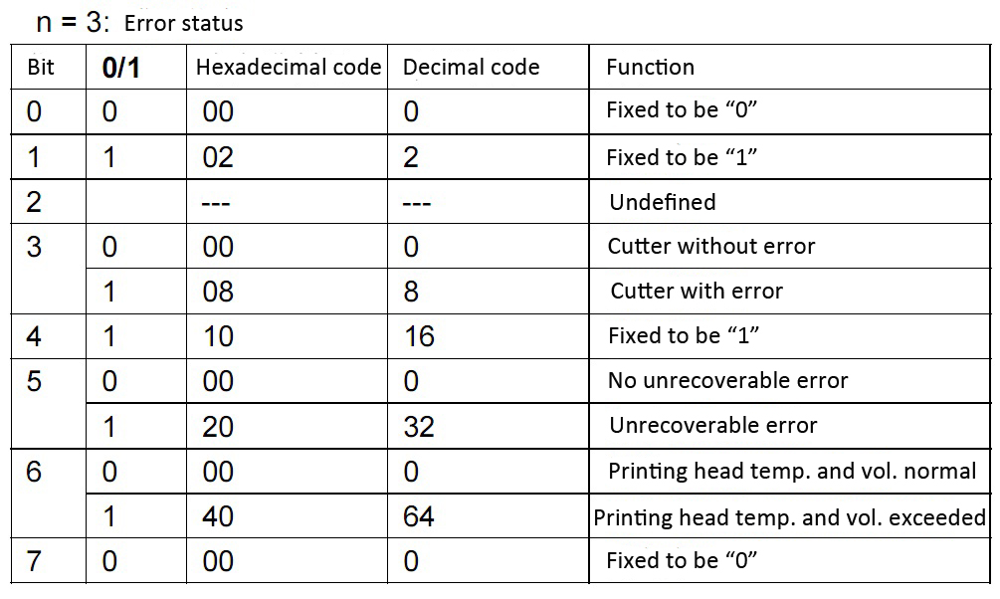 n = 3: Error status
Bit 0/1 Hexadecimal code Decimal code Function
0 0 00 0 Fixed to be “0”
1 1 02 2 Fixed to be “1”
2 --- --- Undefined
3 0 00 0 Cutter without error
1 08 8 Cutter with error
4 1 10 16 Fixed to be “1”
5 0 00 0 No unrecoverable error
1 20 32 Unrecoverable error
6 0 00 0 Printing head temp. and vol. normal
1 40 64 Printing head temp. and vol. exceeded
7 0 00 0 Fixed to be “0”